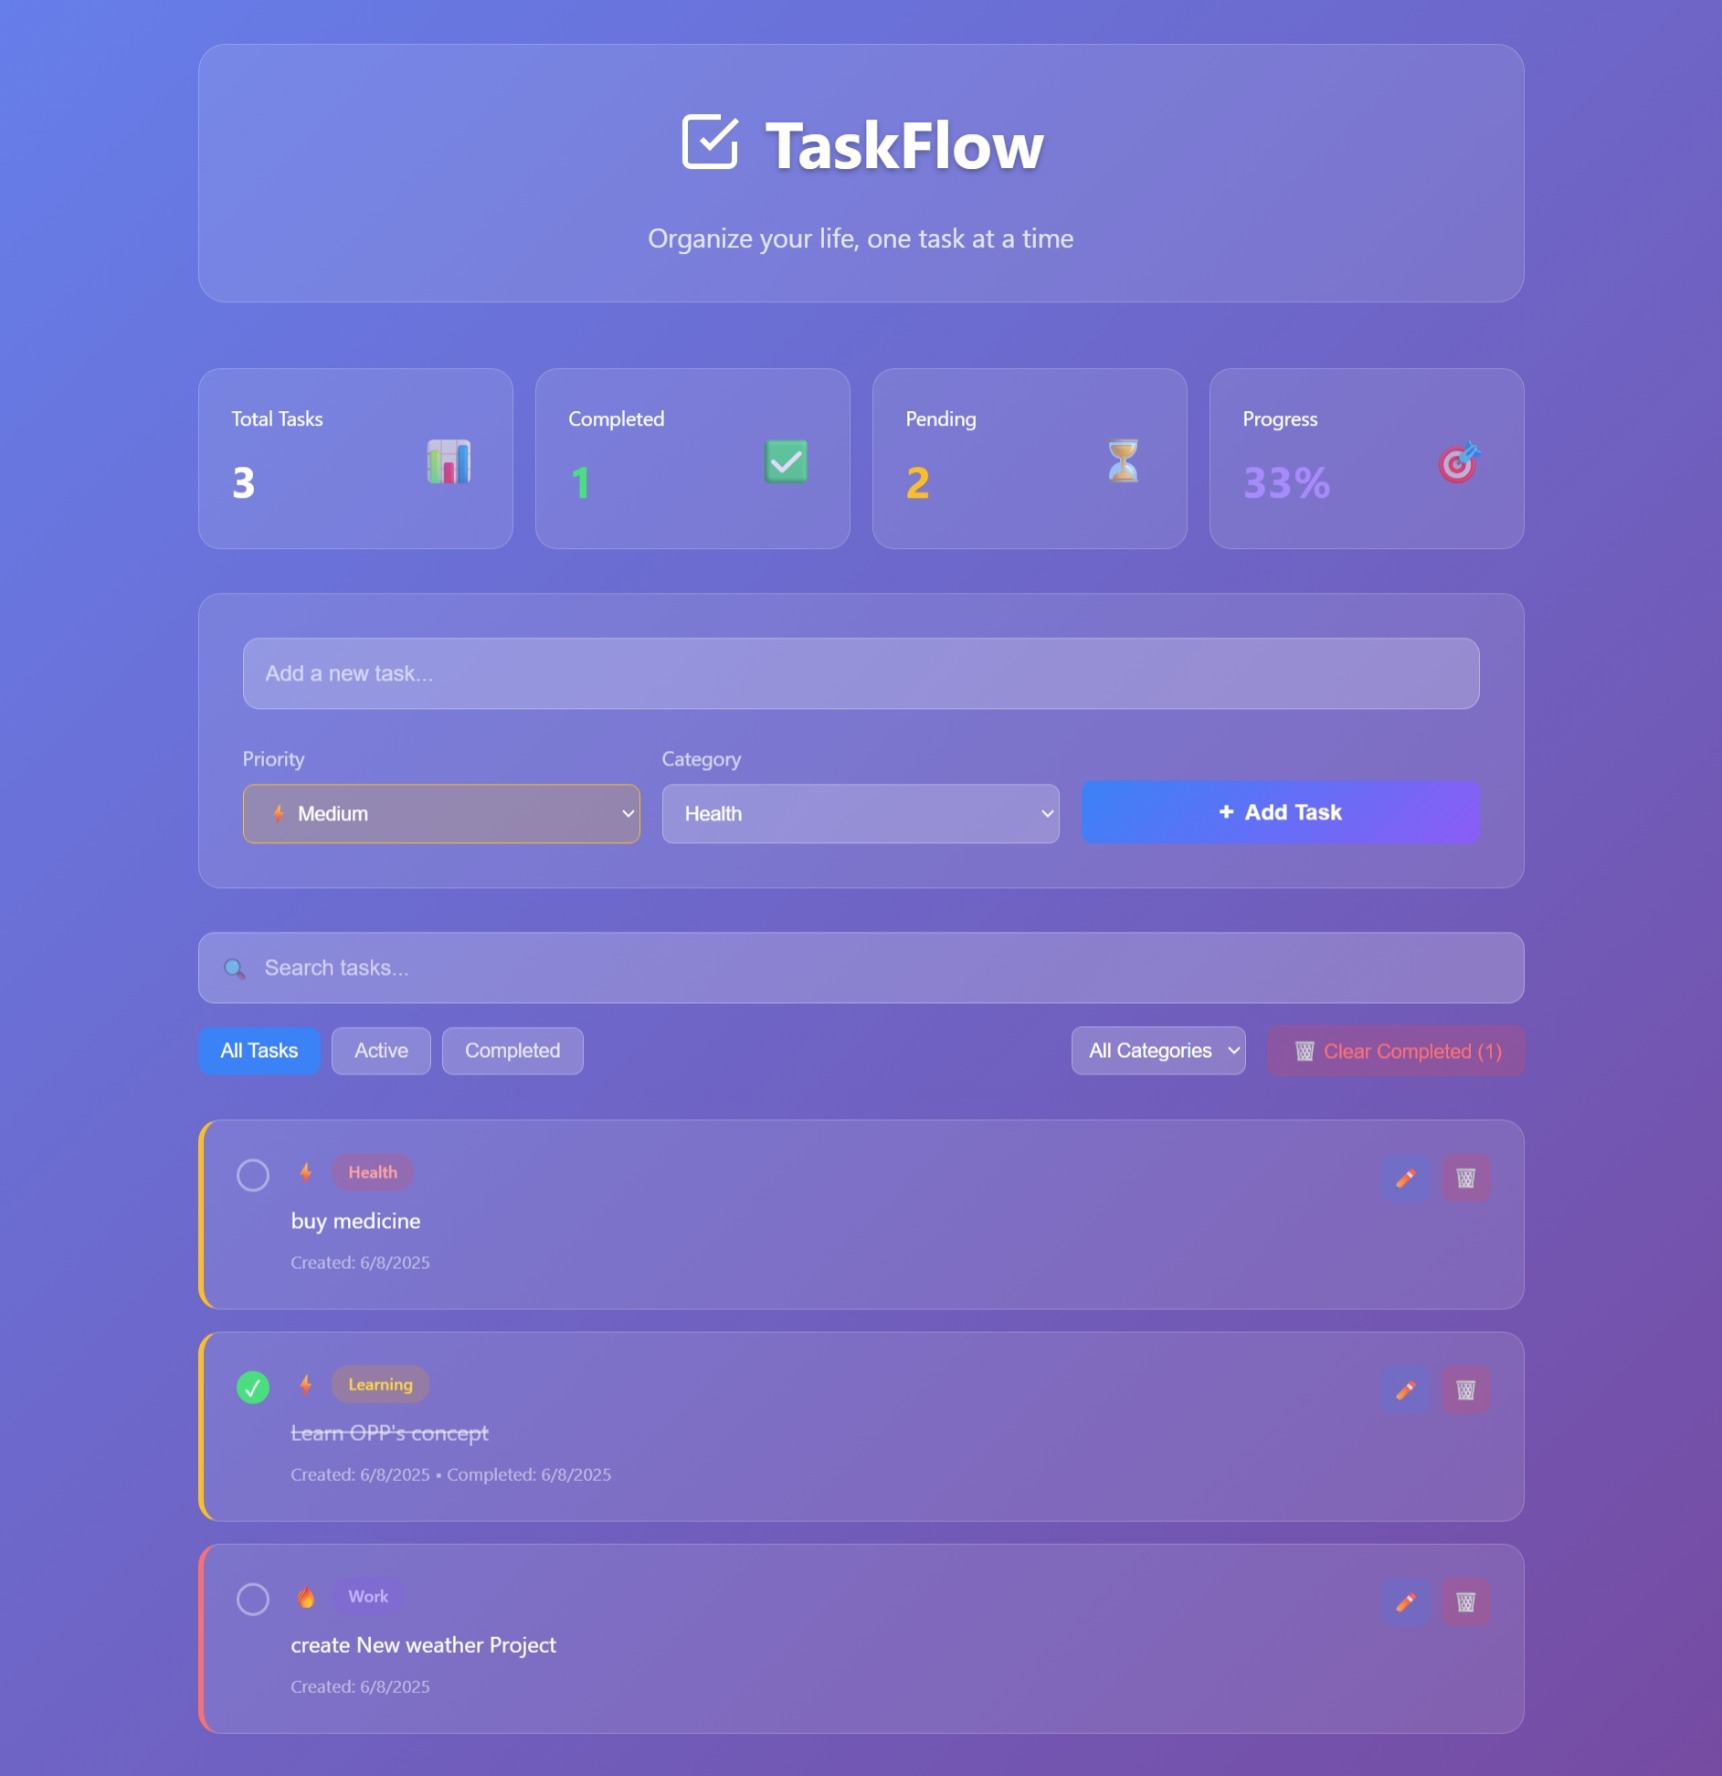 TaskFlow
Organize your life, one task at a time
Total Tasks
3
Completed
1
Pending
2
Progress
33%
Add a new task...
Priority
Medium
Category
Health
+ Add Task
Search tasks...
All Tasks
Active
Completed
All Categories
Clear Completed (1)
Health
buy medicine
Created: 6/8/2025
Learning
Learn OPP's concept
Created: 6/8/2025 • Completed: 6/8/2025
Work
create New weather Project
Created: 6/8/2025